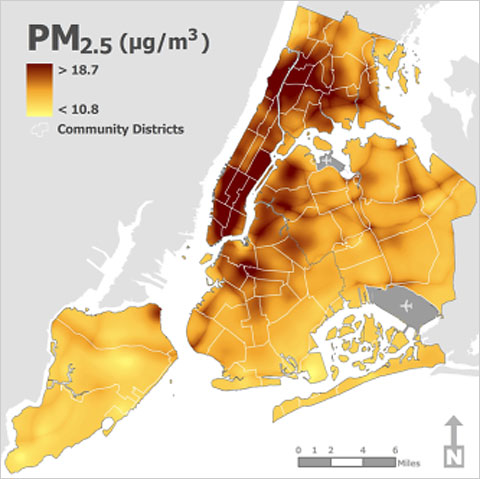 PM2.5 (µg/m³)
> 18.7
< 10.8
Community Districts
N
0 1 2 4 6
Miles